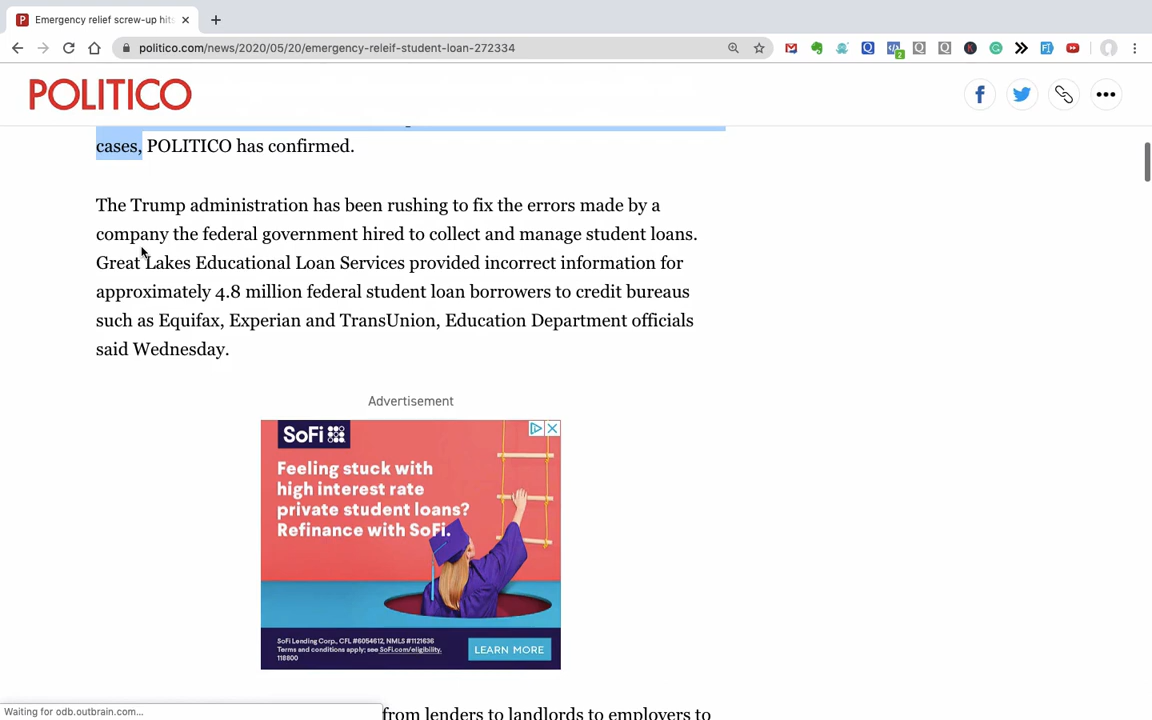 Emergency relief screw-up hits
politico.com/news/2020/05/20/emergency-releif-student-loan-272334
POLITICO
cases, POLITICO has confirmed.
The Trump administration has been rushing to fix the errors made by a
company the federal government hired to collect and manage student loans.
Great Lakes Educational Loan Services provided incorrect information for
approximately 4.8 million federal student loan borrowers to credit bureaus
such as Equifax, Experian and TransUnion, Education Department officials
said Wednesday.
Advertisement
SoFi
Feeling stuck with
high interest rate
private student loans?
Refinance with SoFi.
SoFi Lending Corp., CFL #6054612, NMLS #1121636
Terms and conditions apply; see SoFi.com/eligibility.
118800
LEARN MORE
Waiting for odb.outbrain.com...
from lenders to landlords to employers to